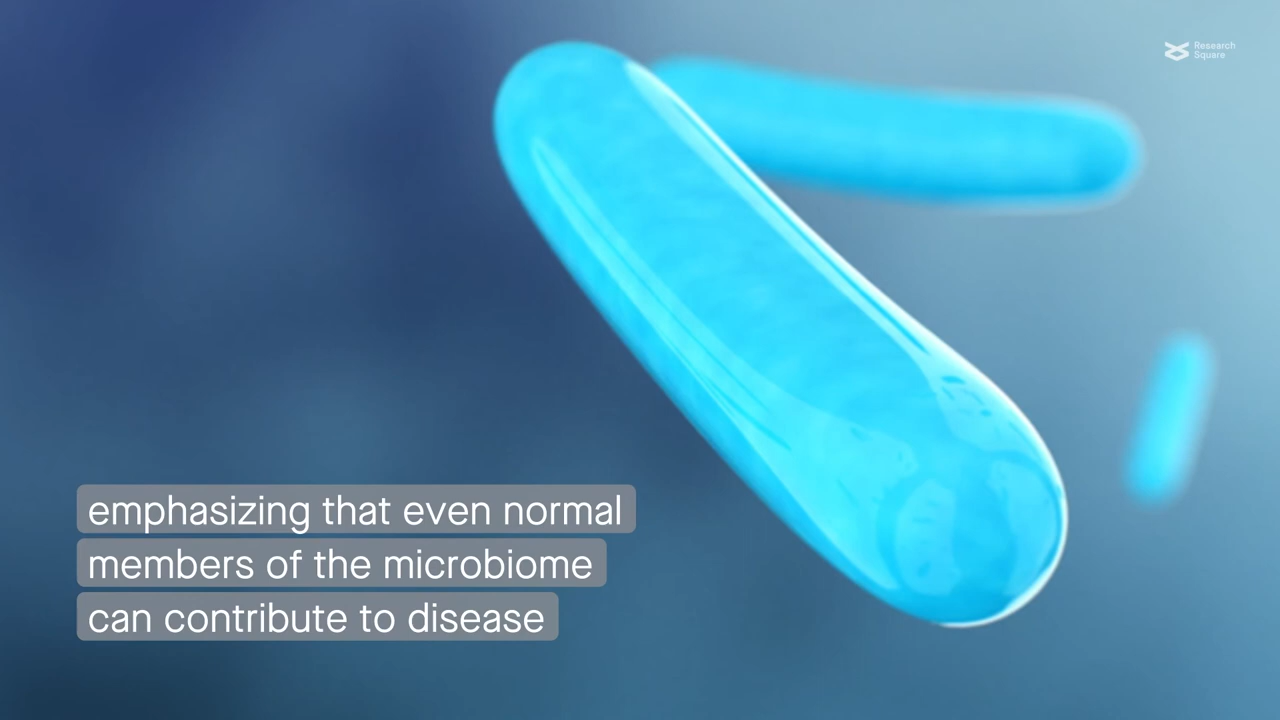 Research
Square
emphasizing that even normal
members of the microbiome
can contribute to disease